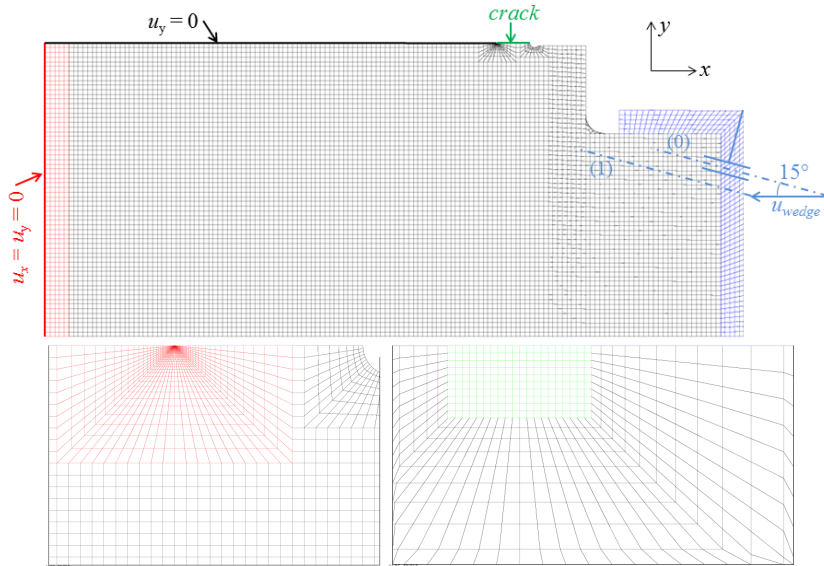 u_y = 0
crack
y
x
(0)
(1)
15°
u_wedge
u_x = u_y = 0